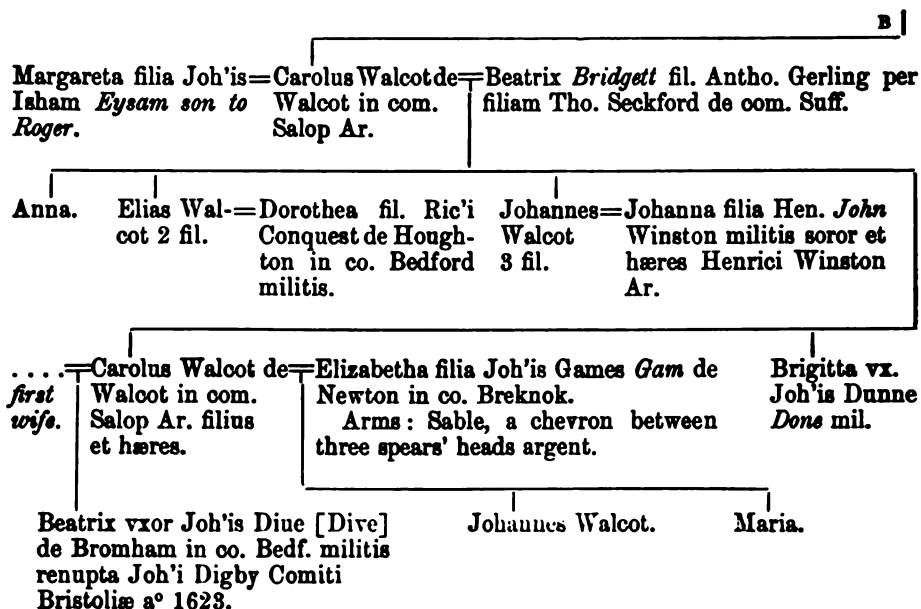 B
Margareta filia Joh'is=Carolus Walcot de=Beatrix Bridgett fil. Antho. Gerling per
Isham Eysam son to Walcot in com. filiam Tho. Seckford de com. Suff.
Roger. Salop Ar.
Anna. Elias Wal-=Dorothea fil. Ric'i Johannes=Johanna filia Hen. John
cot 2 fil. Conquest de Hough- Walcot Winston militis soror et
ton in co. Bedford 3 fil. hæres Henrici Winston
militis. Ar.
....=Carolus Walcot de=Elizabetha filia Joh'is Games Gam de Brigitta vx.
first Walcot in com. Newton in co. Breknok. Joh'is Dunne
wife. Salop Ar. filius Arms: Sable, a chevron between Done mil.
et hæres. three spears' heads argent.
Beatrix vxor Joh'is Diue [Dive] Johannes Walcot. Maria.
de Bromham in co. Bedf. militis
renupta Joh'i Digby Comiti
Bristoliæ aº 1623.